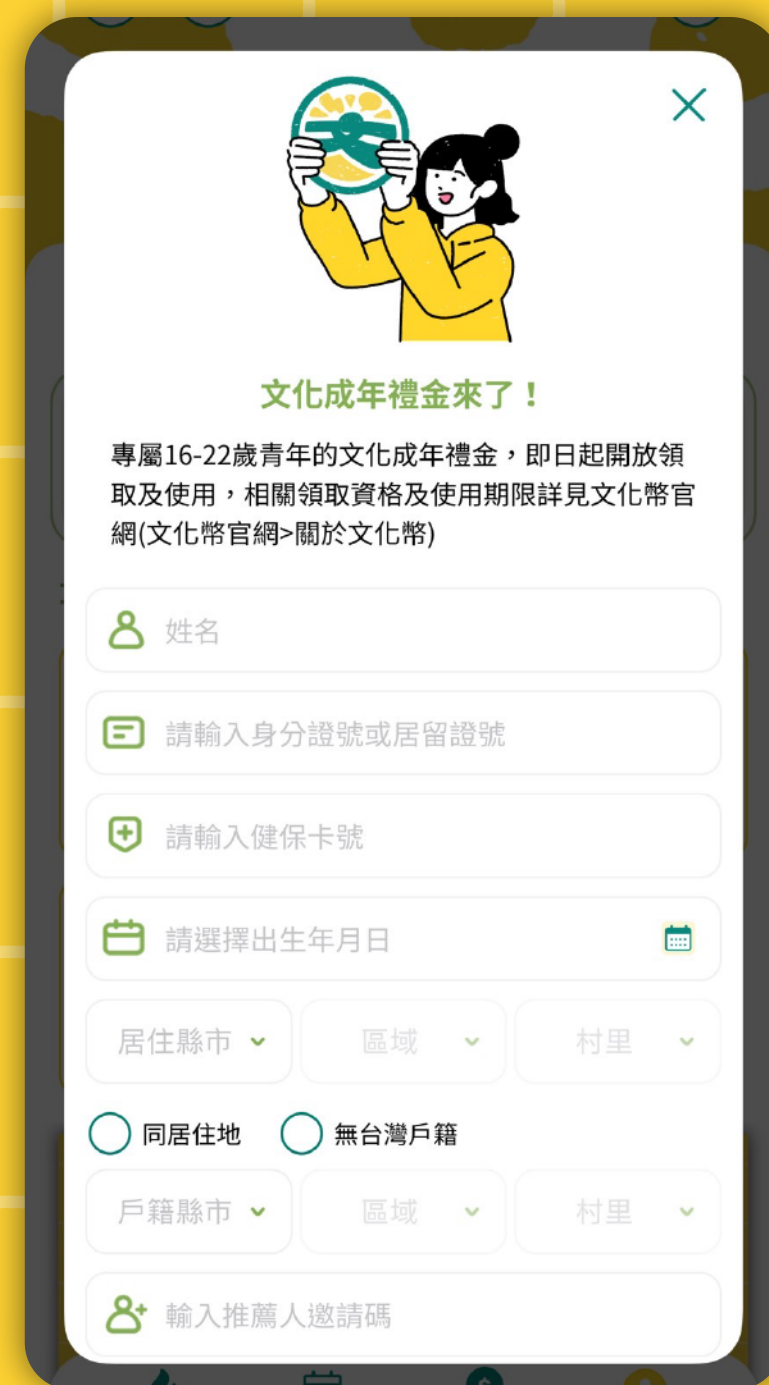 文
文化成年禮金來了！
專屬16-22歲青年的文化成年禮金，即日起開放領
取及使用，相關領取資格及使用期限詳見文化幣官
網(文化幣官網>關於文化幣)
姓名
請輸入身分證號或居留證號
請輸入健保卡號
請選擇出生年月日
居住縣市 區域 村里
同居住地 無台灣戶籍
戶籍縣市 區域 村里
輸入推薦人邀請碼